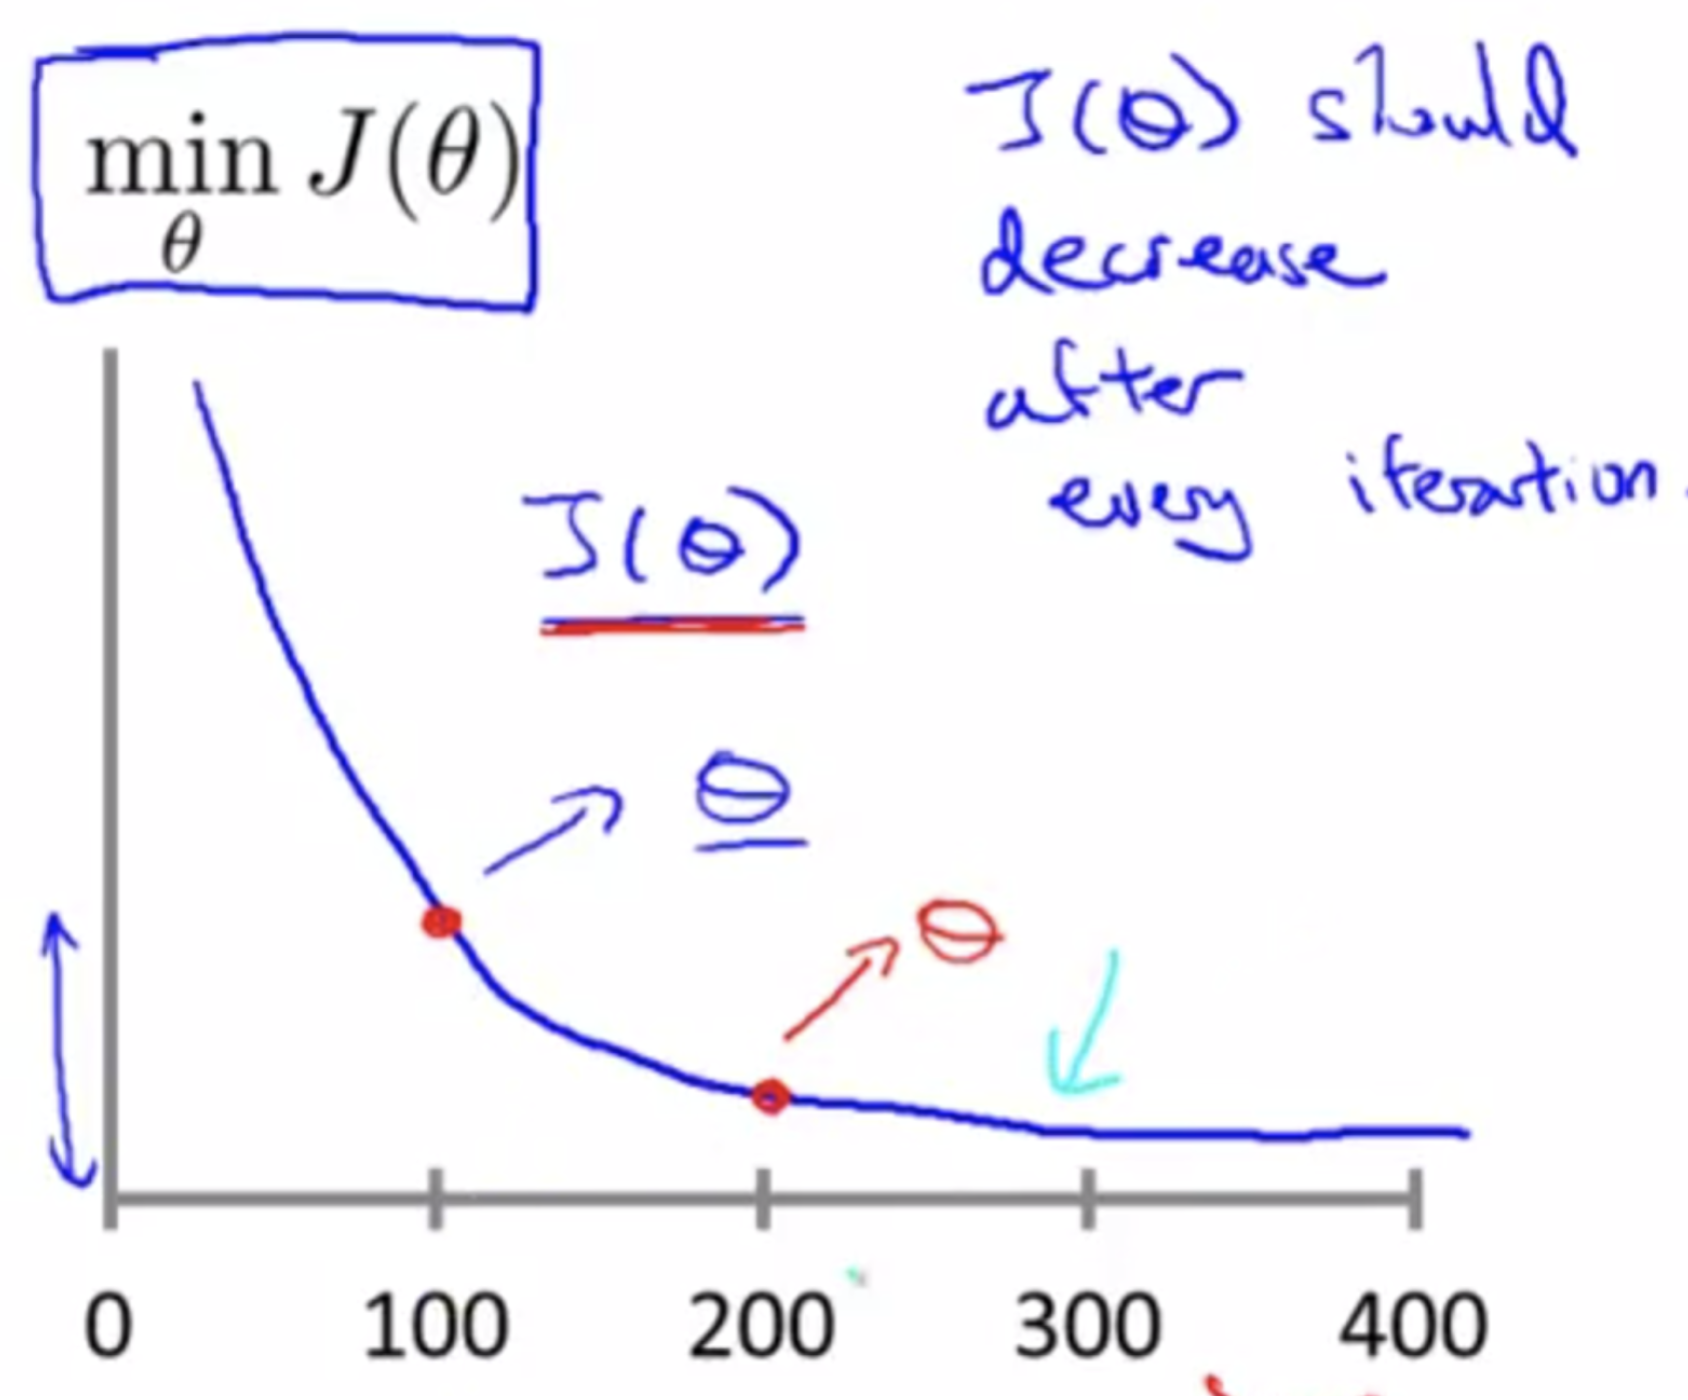 min J(θ)
θ
J(θ) should
decrease
after
every iteration.
J(θ)
θ
θ
0 100 200 300 400